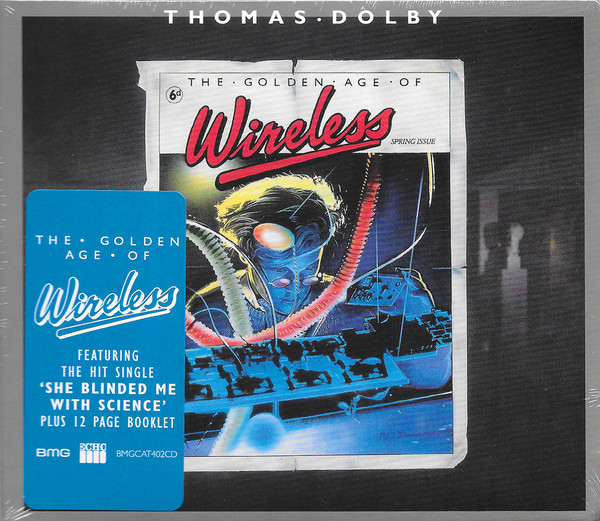 THOMAS·DOLBY
THE·GOLDEN·AGE·OF
6d
Wireless
SPRING ISSUE
THE• GOLDEN
AGE•OF
Wireless
FEATURING
THE HIT SINGLE
‘SHE BLINDED ME
WITH SCIENCE’
PLUS 12 PAGE BOOKLET
BMG
ECHO
BMGCAT402CD